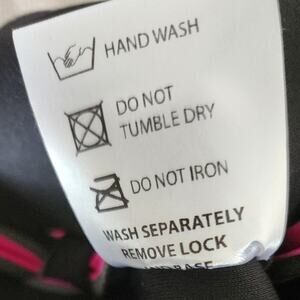 HAND WASH
DO NOT
TUMBLE DRY
DO NOT IRON
WASH SEPARATELY
REMOVE LOCK